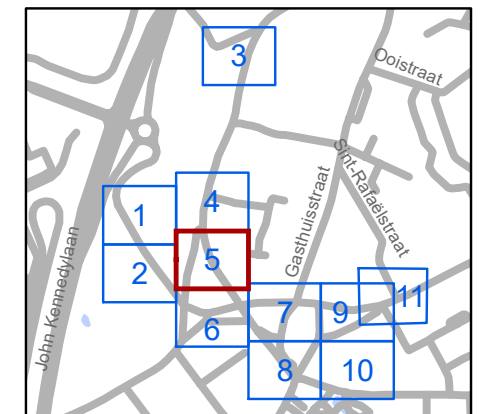 3
Ooistraat
Sint-Rafaëlstraat
Gasthuisstraat
John Kennedylaan
1
4
2
5
6
7
9
11
8
10